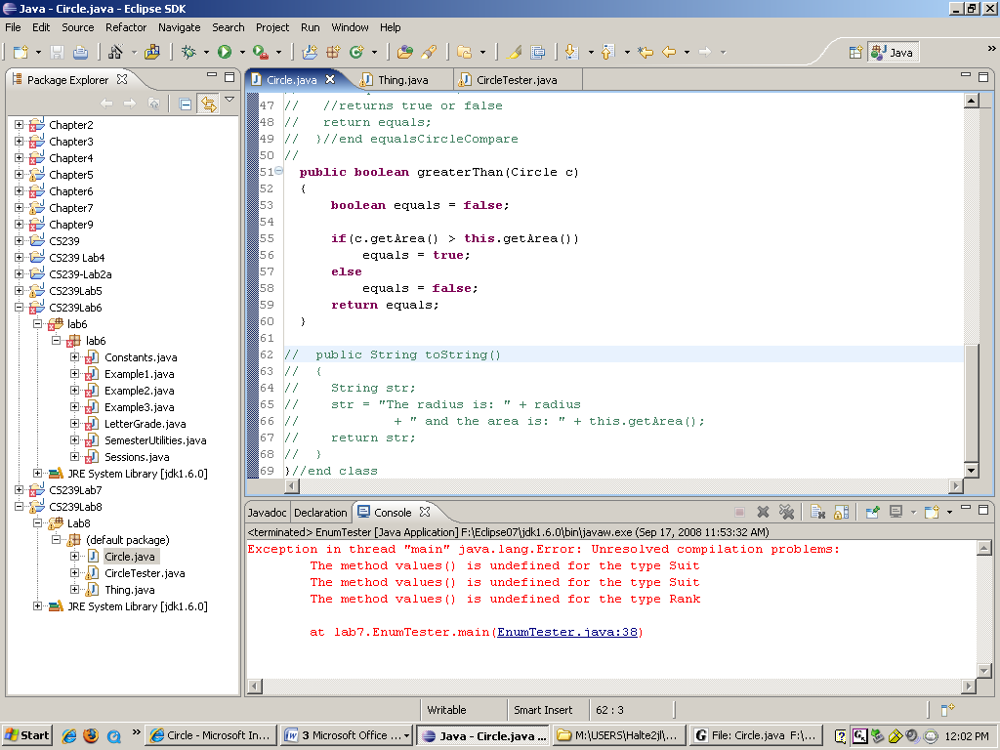 Java - Circle.java - Eclipse SDK
File Edit Source Refactor Navigate Search Project Run Window Help
Java
»
Package Explorer
Circle.java Thing.java CircleTester.java
Chapter2
Chapter3
Chapter4
Chapter5
Chapter6
Chapter7
Chapter9
CS239
CS239 Lab4
CS239-Lab2a
CS239Lab5
CS239Lab6
lab6
lab6
Constants.java
Example1.java
Example2.java
Example3.java
LetterGrade.java
SemesterUtilities.java
Sessions.java
JRE System Library [jdk1.6.0]
CS239Lab7
CS239Lab8
Lab8
(default package)
Circle.java
CircleTester.java
Thing.java
JRE System Library [jdk1.6.0]
47 //   //returns true or false
48 //   return equals;
49 //  }//end equalsCircleCompare
50 //
51 public boolean greaterThan(Circle c)
52 {
53 boolean equals = false;
54
55 if(c.getArea() > this.getArea())
56 equals = true;
57 else
58 equals = false;
59 return equals;
60 }
61
62 //  public String toString()
63 //  {
64 //    String str;
65 //    str = "The radius is: " + radius
66 //            + " and the area is: " + this.getArea();
67 //    return str;
68 //  }
69 }//end class
Javadoc Declaration Console
<terminated> EnumTester [Java Application] F:\Eclipse07\jdk1.6.0\bin\javaw.exe (Sep 17, 2008 11:53:32 AM)
Exception in thread "main" java.lang.Error: Unresolved compilation problems:
The method values() is undefined for the type Suit
The method values() is undefined for the type Suit
The method values() is undefined for the type Rank
at lab7.EnumTester.main(EnumTester.java:38)
Writable Smart Insert 62 : 3
Start » Circle - Microsoft In... 3 Microsoft Office ... Java - Circle.java ... M:\USERS\Halte2jl\... File: Circle.java F:\... 12:02 PM